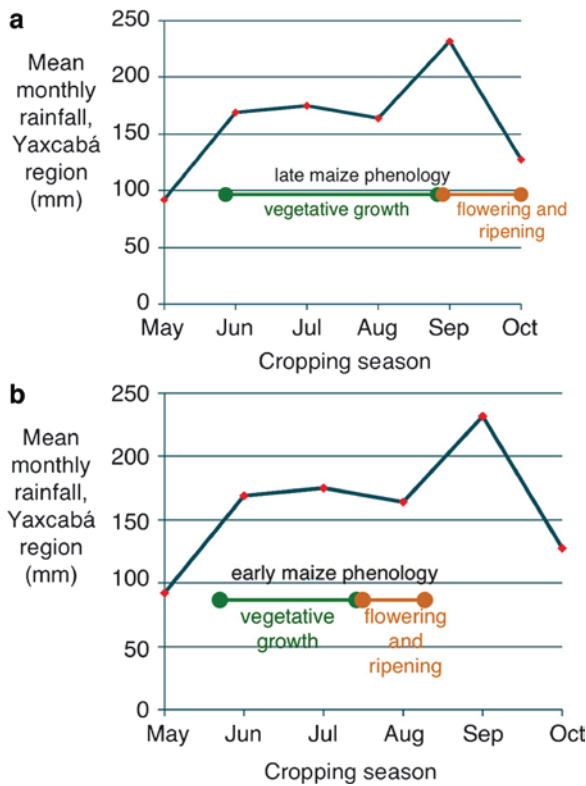 a
Mean
monthly
rainfall,
Yaxcabá
region
(mm)
250
200
150
100
50
0
late maize phenology
vegetative growth
flowering and
ripening
May Jun Jul Aug Sep Oct
Cropping season
b
Mean
monthly
rainfall,
Yaxcabá
region
(mm)
250
200
150
100
50
0
early maize phenology
vegetative
growth
flowering
and
ripening
May Jun Jul Aug Sep Oct
Cropping season